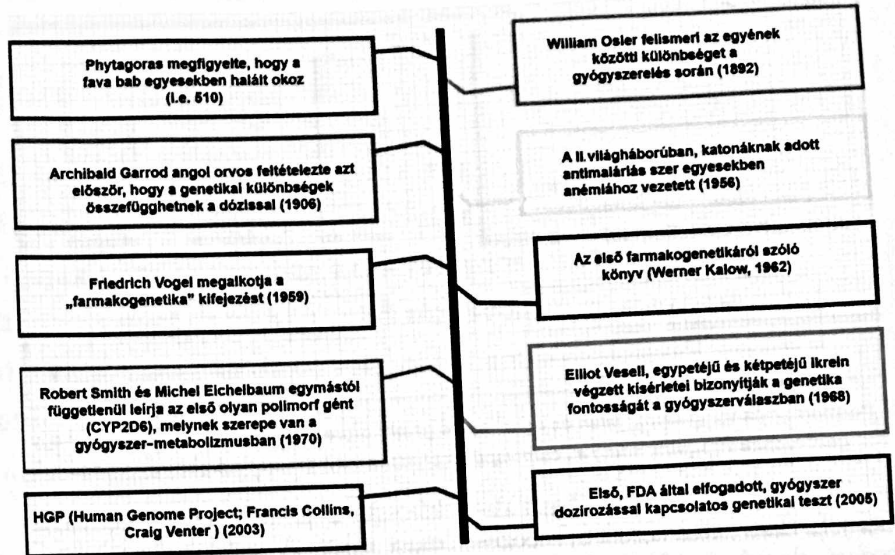 Phytagoras megfigyelte, hogy a
fava bab egyesekben halált okoz
(i.e. 510)
William Osler felismeri az egyének
közötti különbséget a
gyógyszerelés során (1892)
Archibald Garrod angol orvos feltételezte azt
először, hogy a genetikai különbségek
összefügghetnek a dózissal (1906)
A II. világháborúban, katonáknak adott
antimaláriás szer egyesekben
anémiához vezetett (1956)
Friedrich Vogel megalkotja a
„farmakogenetika” kifejezést (1959)
Az első farmakogenetikáról szóló
könyv (Werner Kalow, 1962)
Elliot Vesell, egypetéjű és kétpetéjű ikrein
végzett kísérletei bizonyítják a genetika
fontosságát a gyógyszerválaszban (1968)
Robert Smith és Michel Eichelbaum egymástól
függetlenül leírja az első olyan polimorf gént
(CYP2D6), melynek szerepe van a
gyógyszer-metabolizmusban (1970)
HGP (Human Genome Project; Francis Collins,
Craig Venter ) (2003)
Első, FDA által elfogadott, gyógyszer
dozírozással kapcsolatos genetikai teszt (2005)